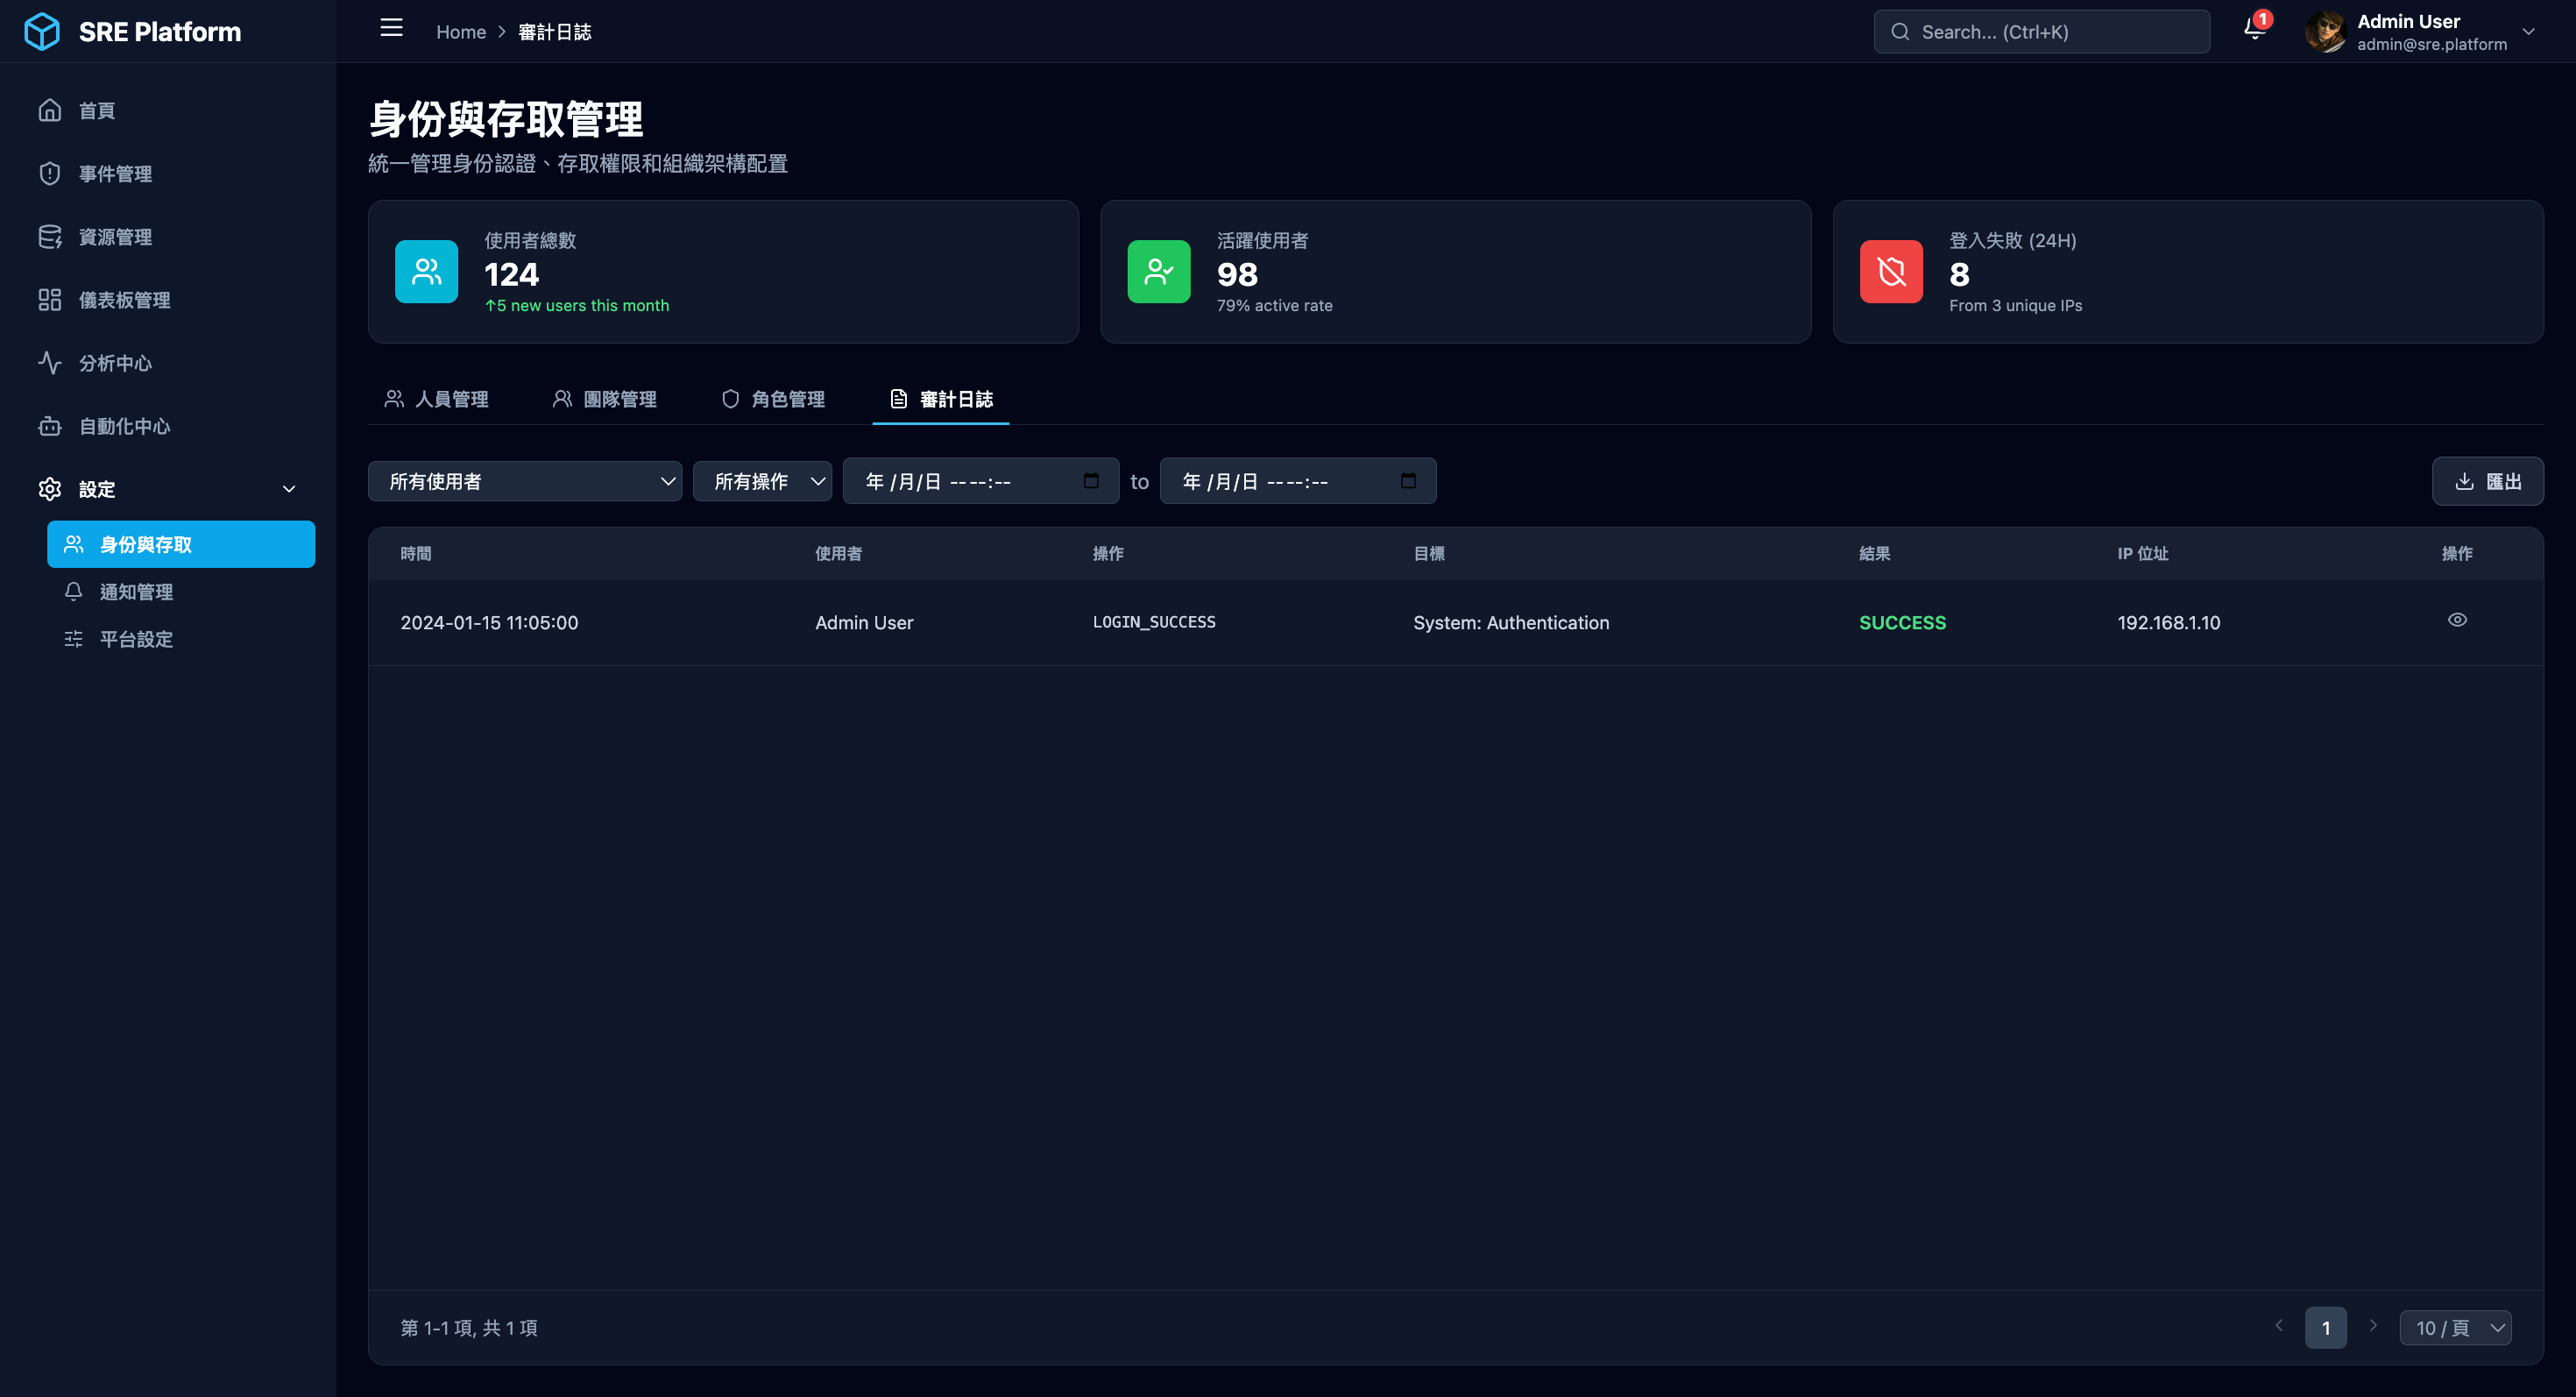 SRE Platform
Home > 審計日誌
Search... (Ctrl+K)
1
Admin User
admin@sre.platform
首頁
事件管理
資源管理
儀表板管理
分析中心
自動化中心
設定
身份與存取
通知管理
平台設定
身份與存取管理
統一管理身份認證、存取權限和組織架構配置
使用者總數
124
↑5 new users this month
活躍使用者
98
79% active rate
登入失敗 (24H)
8
From 3 unique IPs
人員管理 團隊管理 角色管理 審計日誌
所有使用者 所有操作 年 /月/日 -- --:-- to 年 /月/日 -- --:-- 匯出
時間 使用者 操作 目標 結果 IP 位址 操作
2024-01-15 11:05:00 Admin User LOGIN_SUCCESS System: Authentication SUCCESS 192.168.1.10
第 1-1 項, 共 1 項
1
10 / 頁